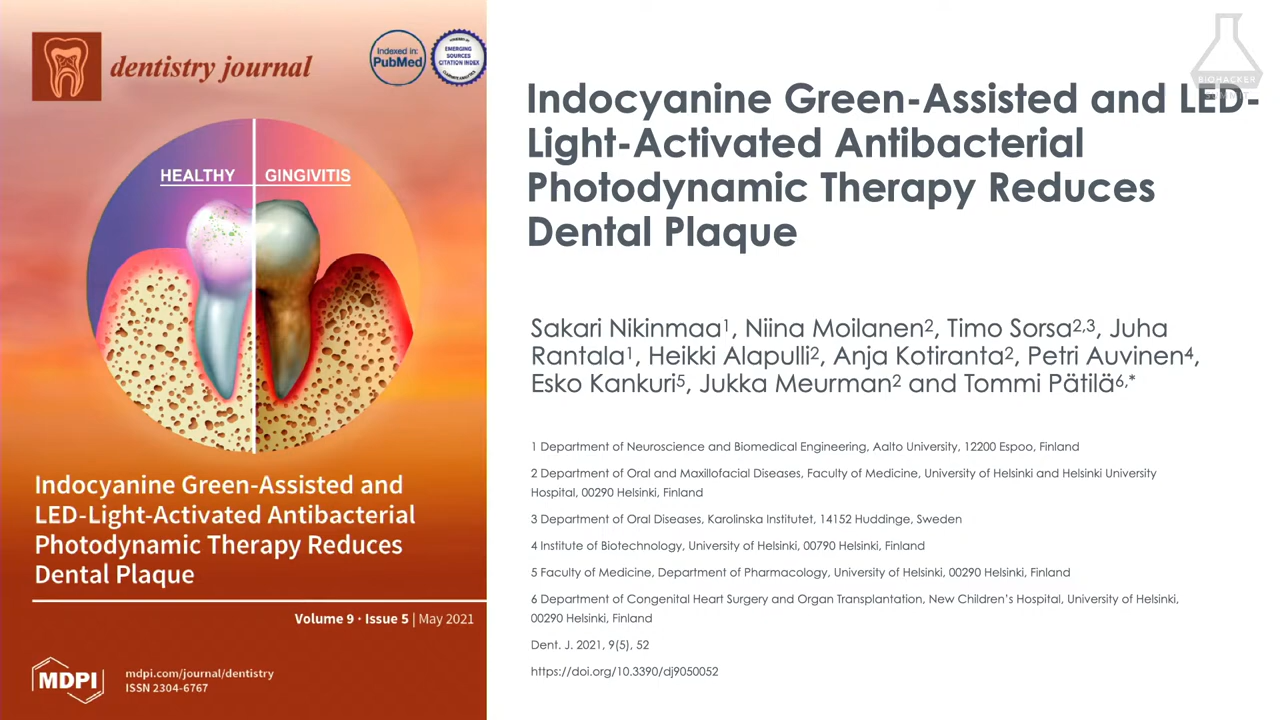 dentistry journal
Indexed in:
PubMed
POWERED BY
EMERGING
SOURCES
CITATION INDEX
HEALTHY
GINGIVITIS
Indocyanine Green-Assisted and
LED-Light-Activated Antibacterial
Photodynamic Therapy Reduces
Dental Plaque
Volume 9 · Issue 5 | May 2021
MDPI
mdpi.com/journal/dentistry
ISSN 2304-6767
BIOHACKER
SUMMIT
Indocyanine Green-Assisted and LED-
Light-Activated Antibacterial
Photodynamic Therapy Reduces
Dental Plaque
Sakari Nikinmaa1, Niina Moilanen2, Timo Sorsa2,3, Juha
Rantala1, Heikki Alapulli2, Anja Kotiranta2, Petri Auvinen4,
Esko Kankuri5, Jukka Meurman2 and Tommi Pätilä6,*
1 Department of Neuroscience and Biomedical Engineering, Aalto University, 12200 Espoo, Finland
2 Department of Oral and Maxillofacial Diseases, Faculty of Medicine, University of Helsinki and Helsinki University
Hospital, 00290 Helsinki, Finland
3 Department of Oral Diseases, Karolinska Institutet, 14152 Huddinge, Sweden
4 Institute of Biotechnology, University of Helsinki, 00790 Helsinki, Finland
5 Faculty of Medicine, Department of Pharmacology, University of Helsinki, 00290 Helsinki, Finland
6 Department of Congenital Heart Surgery and Organ Transplantation, New Children's Hospital, University of Helsinki,
00290 Helsinki, Finland
Dent. J. 2021, 9(5), 52
https://doi.org/10.3390/dj9050052